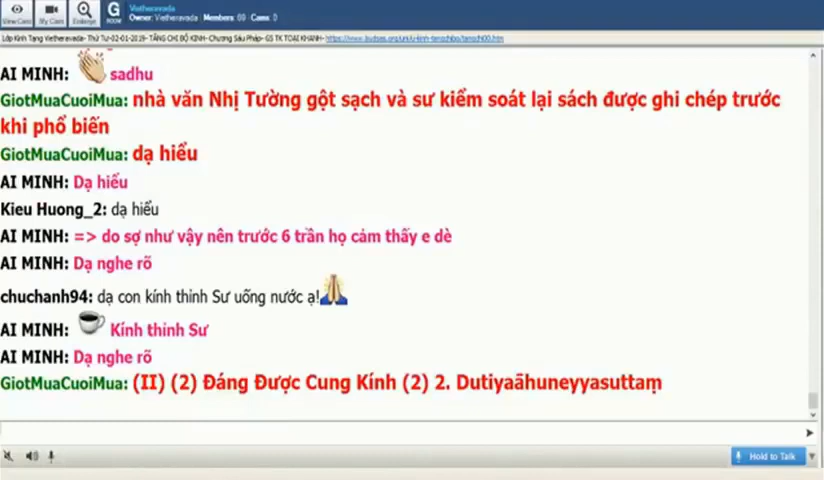 View Cams
My Cam
Enlarge
G
ROOM
Vietheravada
Owner: Vietheravada Members: 69 Cams: 0
Lớp Kinh Tạng Vietheravada- Thứ Tư-02-01-2019- TĂNG CHI BỘ KINH- Chương Sáu Pháp- GS TK TOẠI KHANH-
AI MINH: sadhu
GiotMuaCuoiMua: nhà văn Nhị Tường gột sạch và sư kiểm soát lại sách được ghi chép trước
khi phổ biến
GiotMuaCuoiMua: dạ hiểu
AI MINH: Dạ hiếu
Kieu Huong_2: dạ hiểu
AI MINH: => do sợ như vậy nên trước 6 trần họ cảm thấy e dè
AI MINH: Dạ nghe rõ
chuchanh94: dạ con kính thỉnh Sư uống nước ạ!
AI MINH: Kính thỉnh Sư
AI MINH: Dạ nghe rõ
GiotMuaCuoiMua: (II) (2) Đáng Được Cung Kính (2) 2. Dutiyaāhuneyyasuttaṃ
Hold to Talk